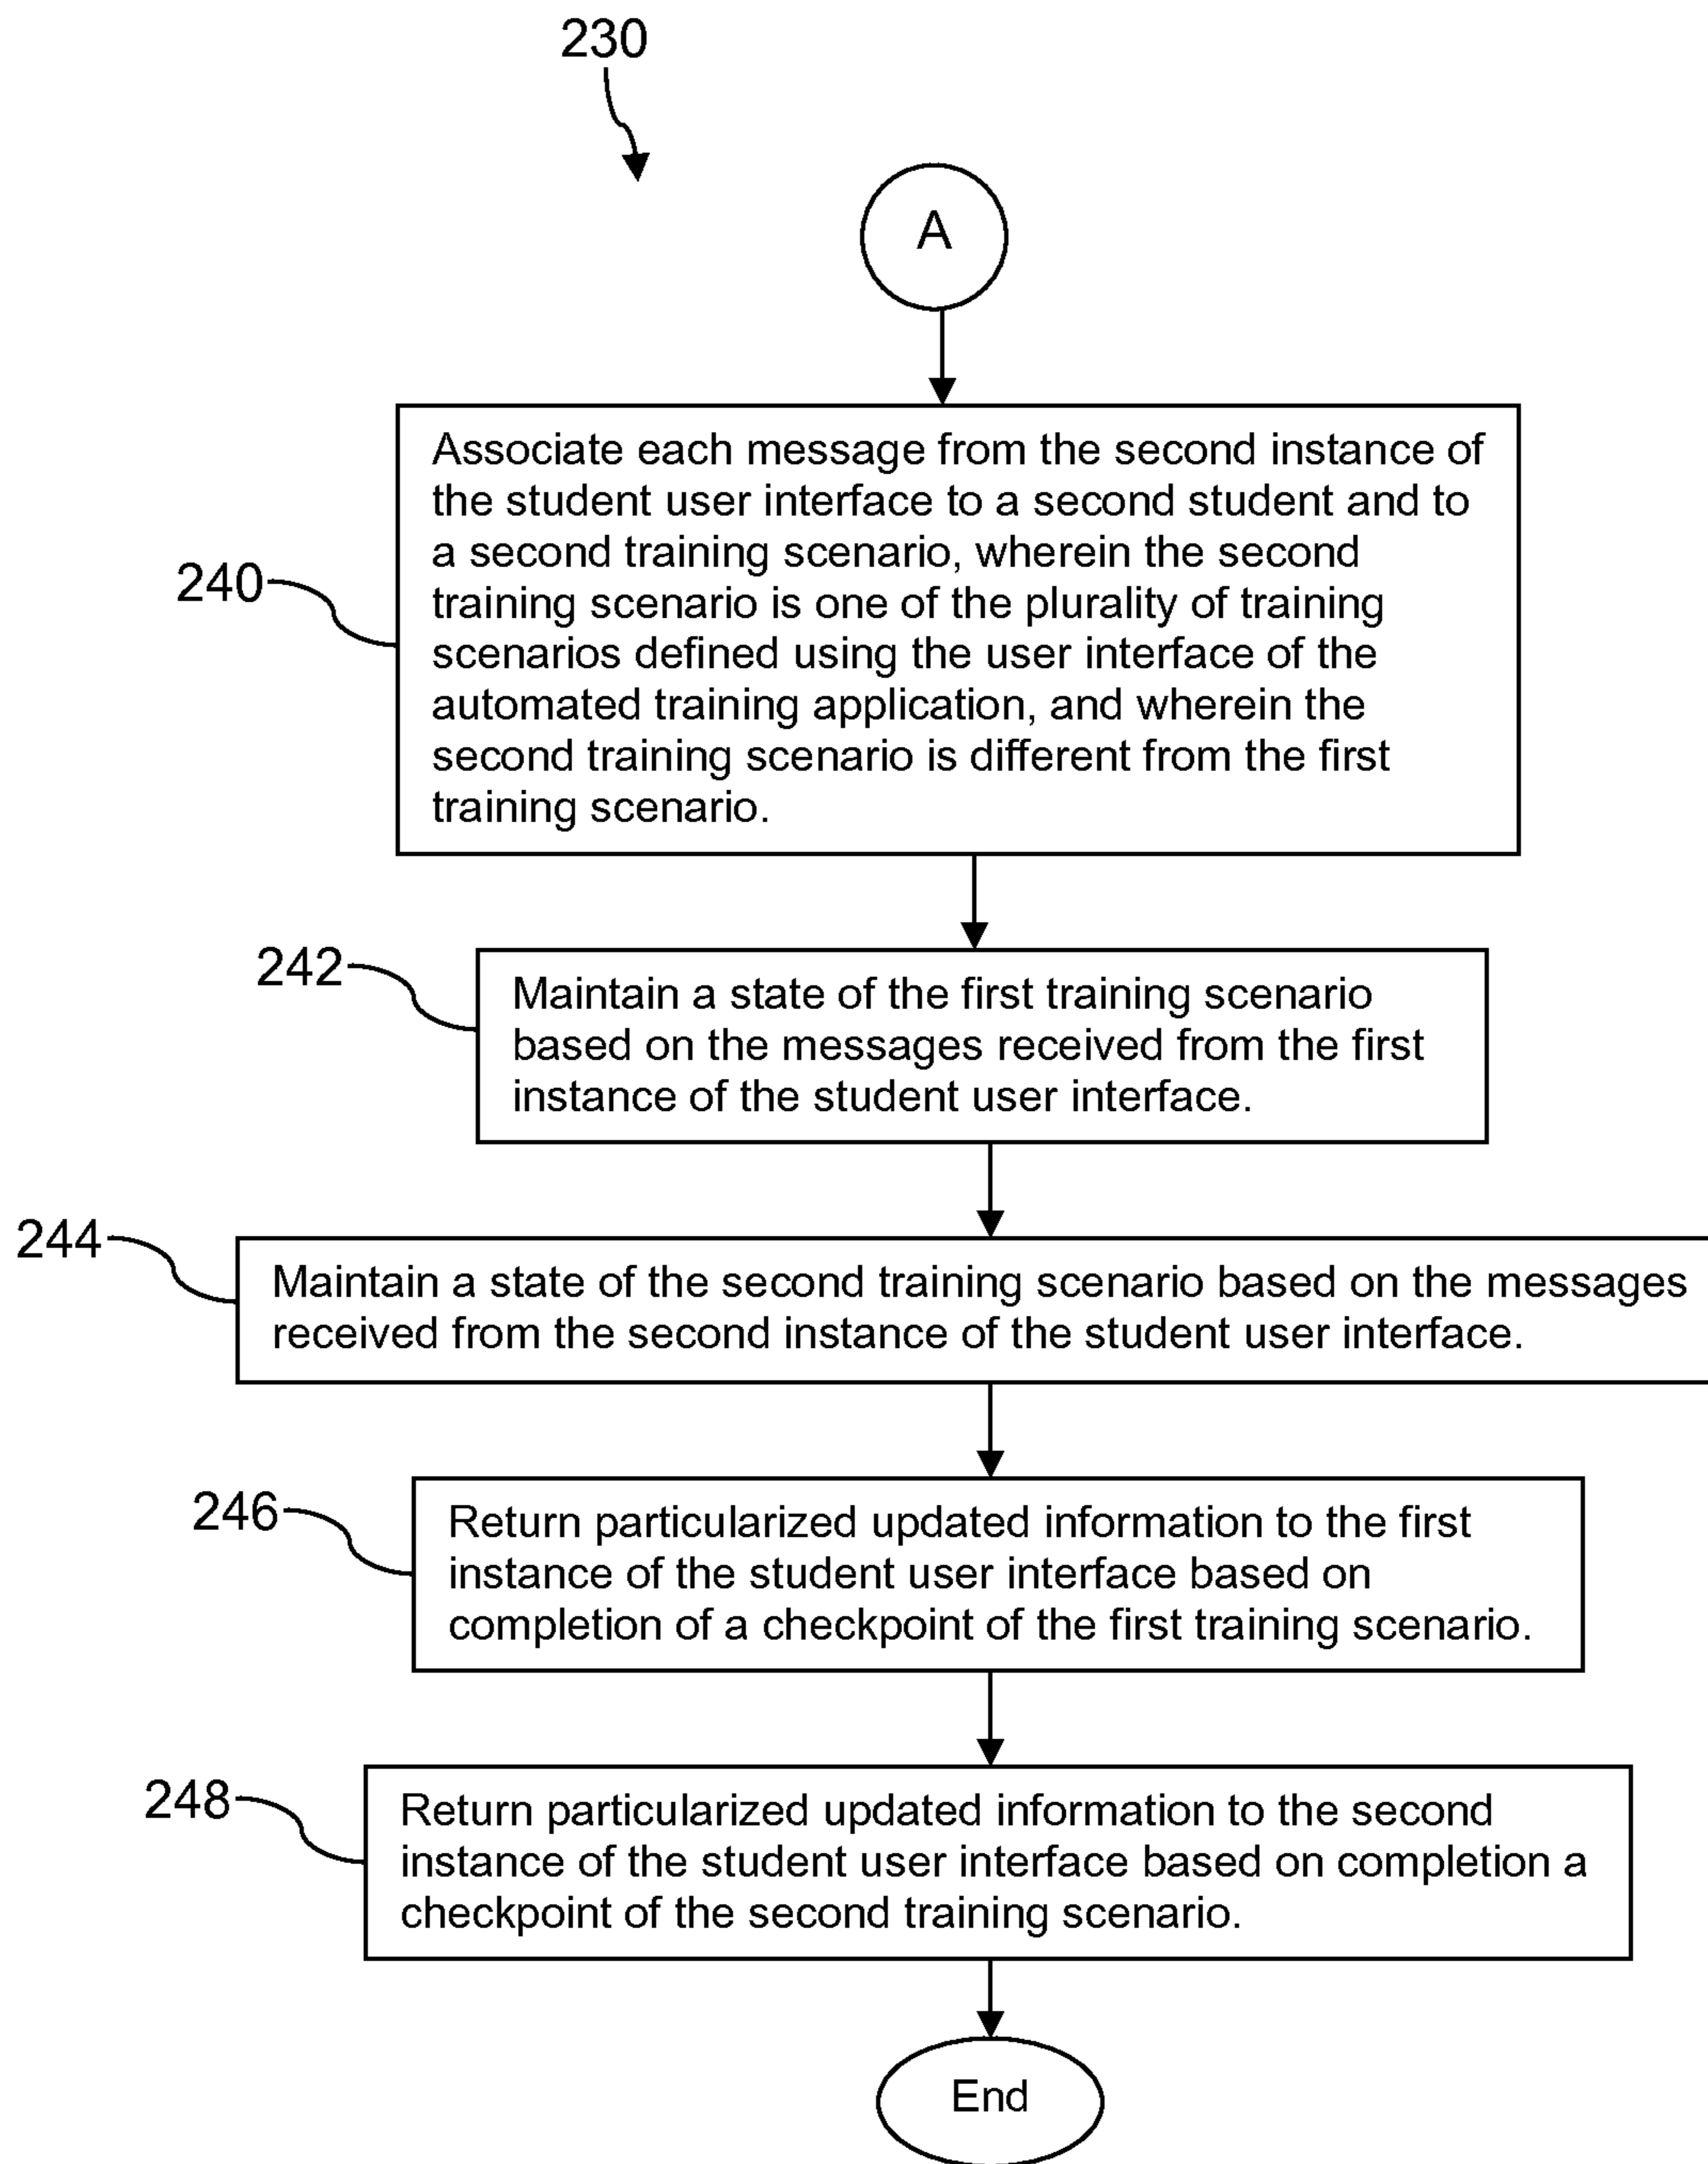 230
A
240
Associate each message from the second instance of
the student user interface to a second student and to
a second training scenario, wherein the second
training scenario is one of the plurality of training
scenarios defined using the user interface of the
automated training application, and wherein the
second training scenario is different from the first
training scenario.
242
Maintain a state of the first training scenario
based on the messages received from the first
instance of the student user interface.
244
Maintain a state of the second training scenario based on the messages
received from the second instance of the student user interface.
246
Return particularized updated information to the first
instance of the student user interface based on
completion of a checkpoint of the first training scenario.
248
Return particularized updated information to the second
instance of the student user interface based on completion a
checkpoint of the second training scenario.
End